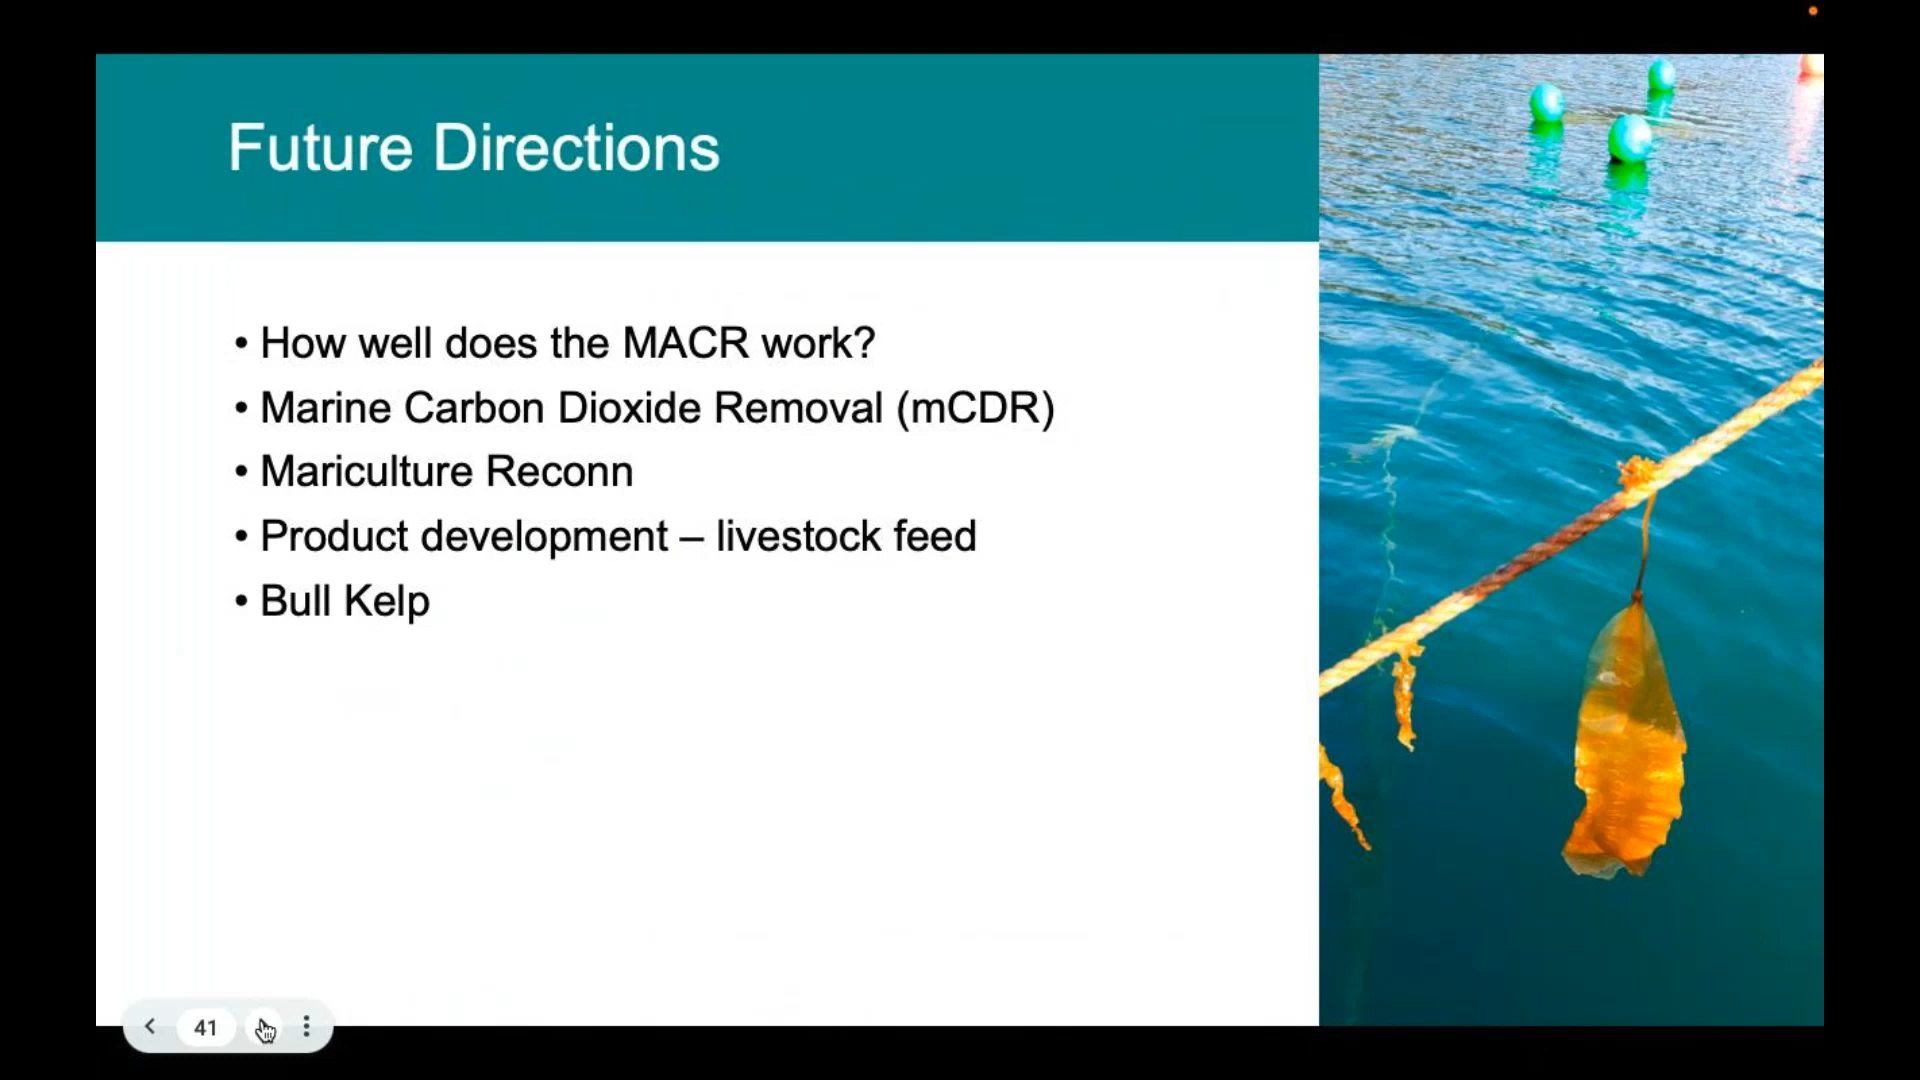 Future Directions
• How well does the MACR work?
• Marine Carbon Dioxide Removal (mCDR)
• Mariculture Reconn
• Product development – livestock feed
• Bull Kelp
41